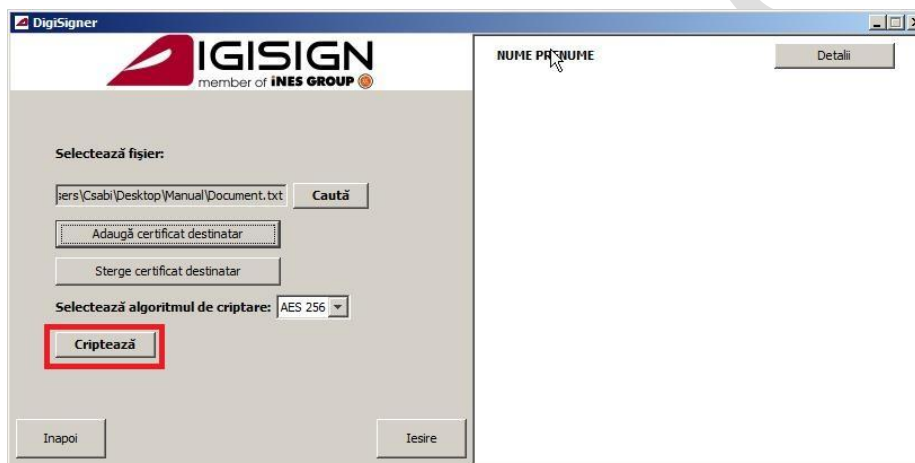 DigiSigner
DIGISIGN
member of iNES GROUP
Selectează fişier:
sers\Csabi\Desktop\Manual\Document.txt
Caută
Adaugă certificat destinatar
Sterge certificat destinatar
Selectează algoritmul de criptare: AES 256
Criptează
Inapoi
Iesire
NUME PRENUME
Detalii